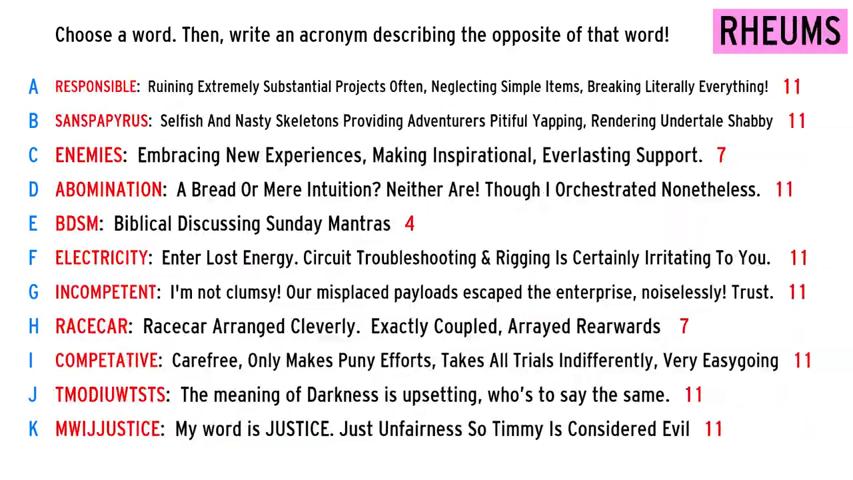 Choose a word. Then, write an acronym describing the opposite of that word!
RHEUMS
A RESPONSIBLE: Ruining Extremely Substantial Projects Often, Neglecting Simple Items, Breaking Literally Everything! 11
B SANSPAPYRUS: Selfish And Nasty Skeletons Providing Adventurers Pitiful Yapping, Rendering Undertale Shabby 11
C ENEMIES: Embracing New Experiences, Making Inspirational, Everlasting Support. 7
D ABOMINATION: A Bread Or Mere Intuition? Neither Are! Though I Orchestrated Nonetheless. 11
E BDSM: Biblical Discussing Sunday Mantras 4
F ELECTRICITY: Enter Lost Energy. Circuit Troubleshooting & Rigging Is Certainly Irritating To You. 11
G INCOMPETENT: I'm not clumsy! Our misplaced payloads escaped the enterprise, noiselessly! Trust. 11
H RACECAR: Racecar Arranged Cleverly. Exactly Coupled, Arrayed Rearwards 7
I COMPETATIVE: Carefree, Only Makes Puny Efforts, Takes All Trials Indifferently, Very Easygoing 11
J TMODIUWTSTS: The meaning of Darkness is upsetting, who's to say the same. 11
K MWIJJUSTICE: My word is JUSTICE. Just Unfairness So Timmy Is Considered Evil 11